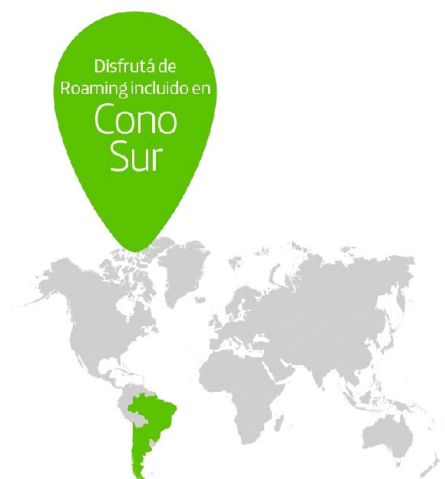 Disfrutá de
Roaming incluido en
Cono
Sur